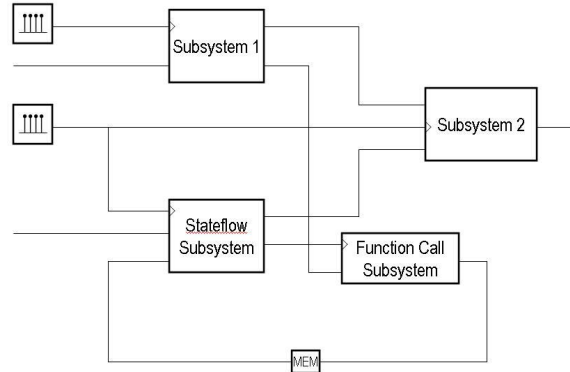 Subsystem 1
Subsystem 2
Stateflow
Subsystem
Function Call
Subsystem
MEM